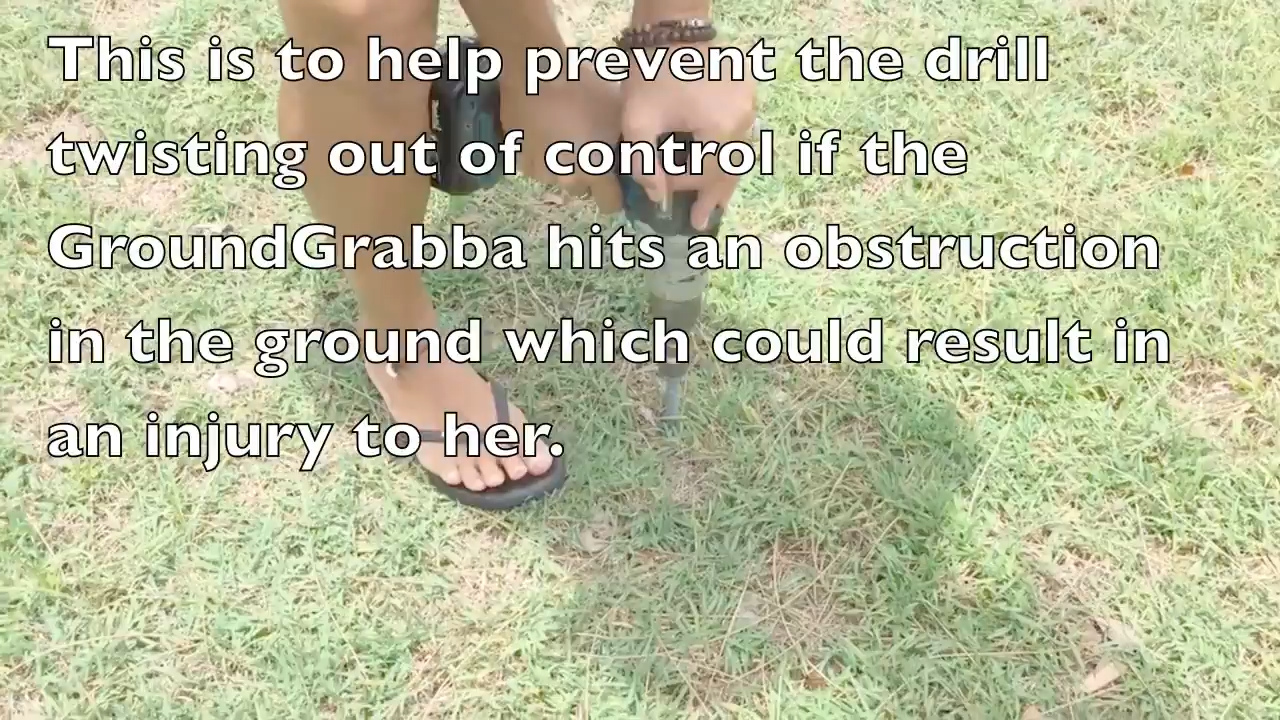 This is to help prevent the drill
twisting out of control if the
GroundGrabba hits an obstruction
in the ground which could result in
an injury to her.